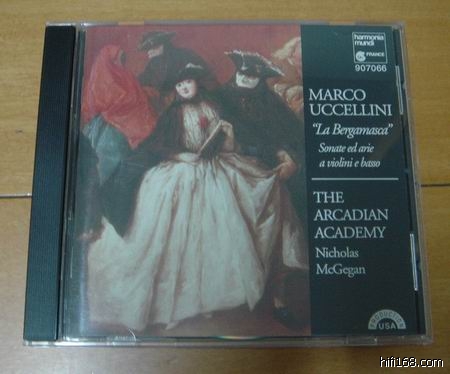 harmonia
mundi
FRANCE
907066
MARCO
UCCELLINI
"La Bergamasca"
Sonate ed arie
a violini e basso
THE
ARCADIAN
ACADEMY
Nicholas
McGegan
PRODUCTION
USA
hifi168.com